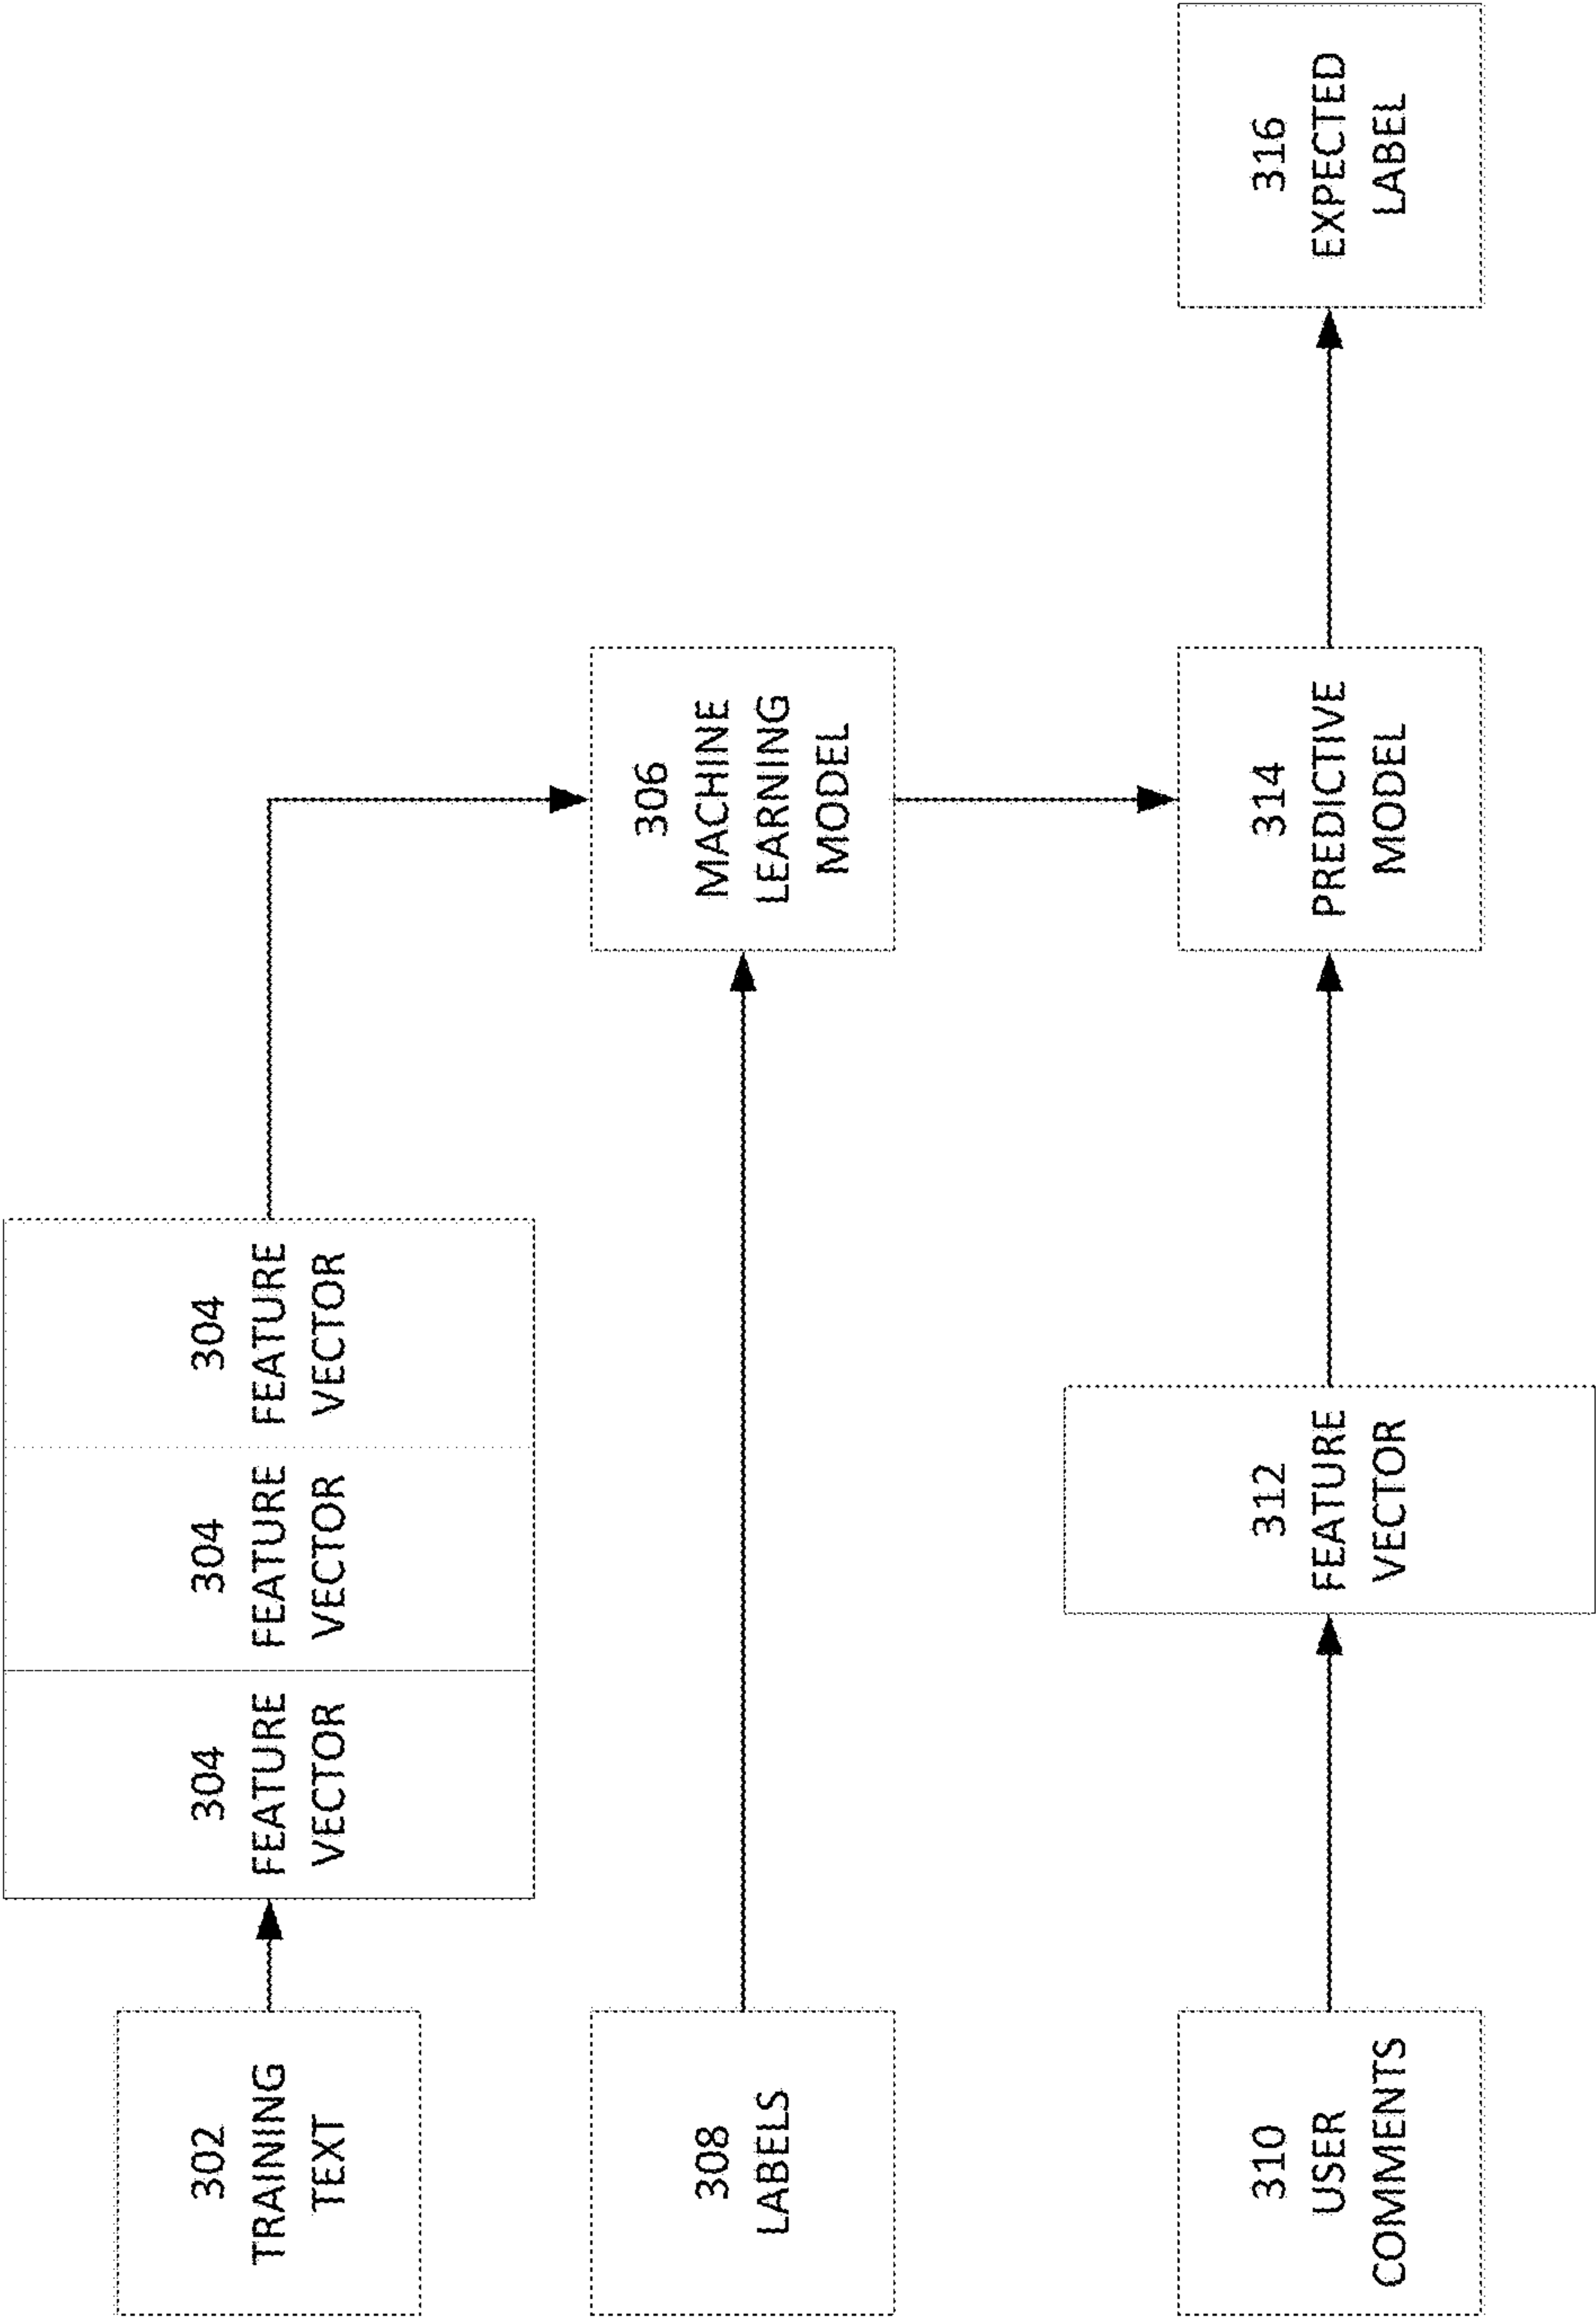 302
TRAINING
TEXT
304
FEATURE
VECTOR
304
FEATURE
VECTOR
304
FEATURE
VECTOR
308
LABELS
306
MACHINE
LEARNING
MODEL
310
USER
COMMENTS
312
FEATURE
VECTOR
314
PREDICTIVE
MODEL
316
EXPECTED
LABEL